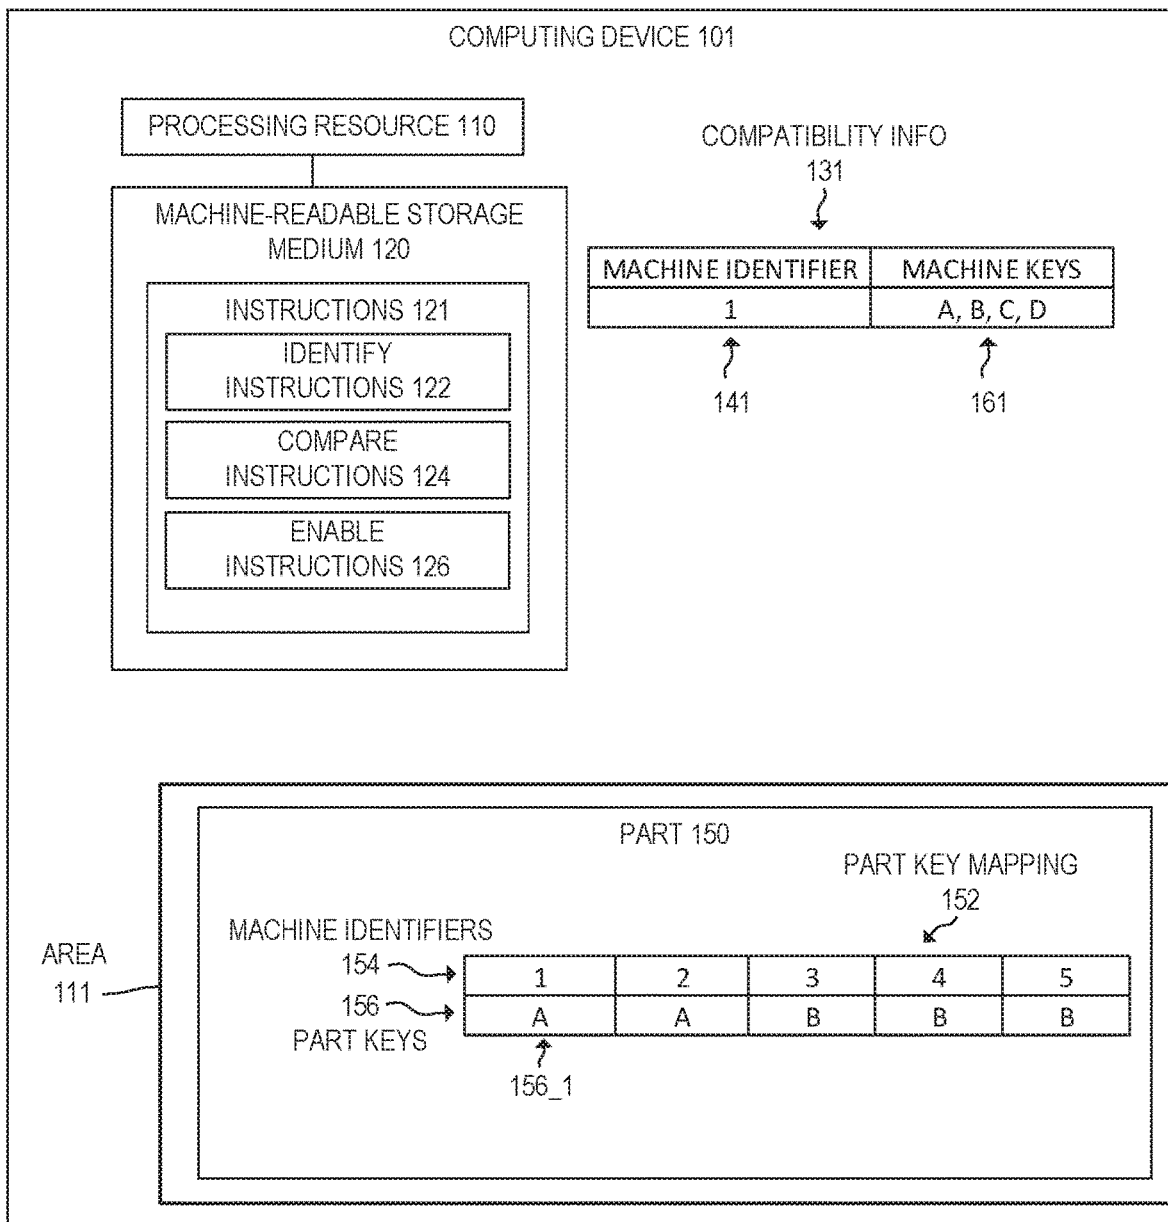 COMPUTING DEVICE 101
PROCESSING RESOURCE 110
MACHINE-READABLE STORAGE
MEDIUM 120
INSTRUCTIONS 121
IDENTIFY
INSTRUCTIONS 122
COMPARE
INSTRUCTIONS 124
ENABLE
INSTRUCTIONS 126
COMPATIBILITY INFO
131
MACHINE IDENTIFIER MACHINE KEYS
1 A, B, C, D
141 161
PART 150
PART KEY MAPPING
152
MACHINE IDENTIFIERS
154 1 2 3 4 5
156 A A B B B
PART KEYS
156_1
AREA
111